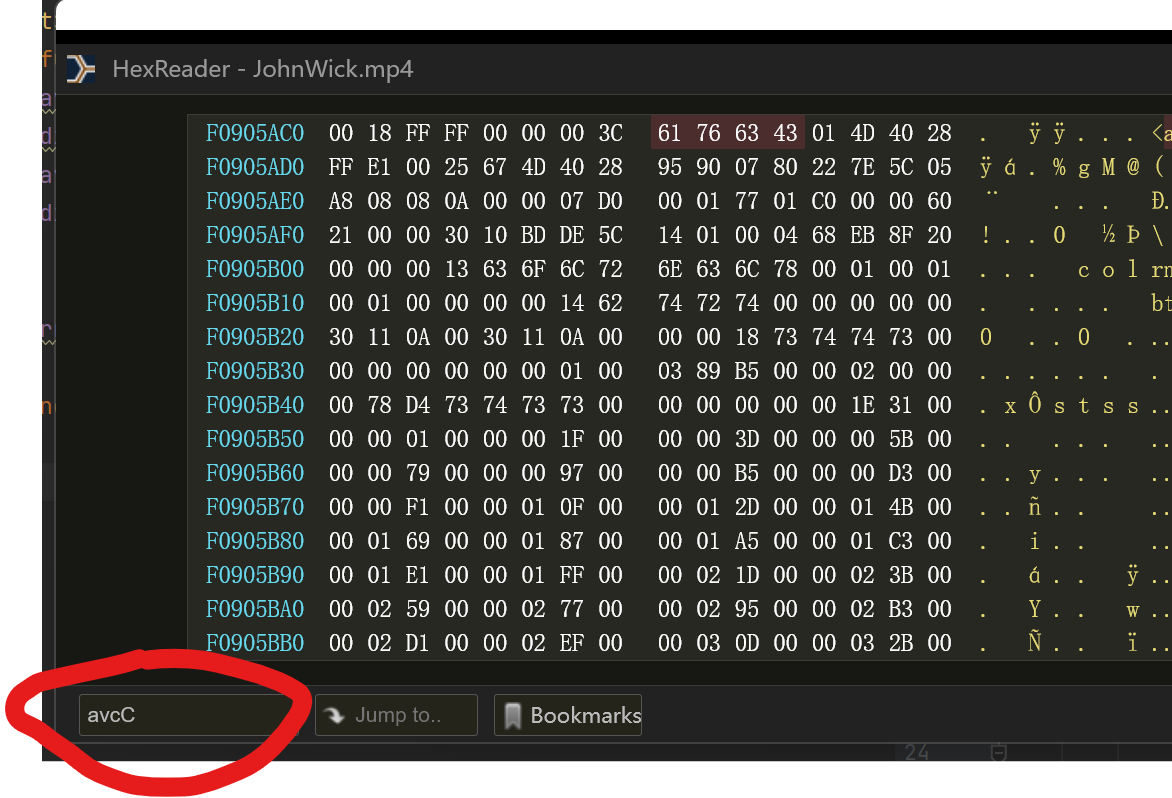 HexReader - JohnWick.mp4
F0905AC0 00 18 FF FF 00 00 00 3C 61 76 63 43 01 4D 40 28 . ÿ ÿ . . . <a
F0905AD0 FF E1 00 25 67 4D 40 28 95 90 07 80 22 7E 5C 05 ÿ á . % g M @ (
F0905AE0 A8 08 08 0A 00 00 07 D0 00 01 77 01 C0 00 00 60 ¨ . . . Ð.
F0905AF0 21 00 00 30 10 BD DE 5C 14 01 00 04 68 EB 8F 20 ! . . 0 ½ Þ \
F0905B00 00 00 00 13 63 6F 6C 72 6E 63 6C 78 00 01 00 01 . . . c o l rn
F0905B10 00 01 00 00 00 00 14 62 74 72 74 00 00 00 00 00 . . . . . bt
F0905B20 30 11 0A 00 30 11 0A 00 00 00 18 73 74 74 73 00 0 . . 0 . ..
F0905B30 00 00 00 00 00 00 01 00 03 89 B5 00 00 02 00 00 . . . . . . .
F0905B40 00 78 D4 73 74 73 73 00 00 00 00 00 00 1E 31 00 . x Ô s t s s ..
F0905B50 00 00 01 00 00 00 1F 00 00 00 3D 00 00 00 5B 00 . . . . . ..
F0905B60 00 00 79 00 00 00 97 00 00 00 B5 00 00 00 D3 00 . . y . . . ..
F0905B70 00 00 F1 00 00 01 0F 00 00 01 2D 00 00 01 4B 00 . . ñ . . ..
F0905B80 00 01 69 00 00 01 87 00 00 01 A5 00 00 01 C3 00 . i . . ..
F0905B90 00 01 E1 00 00 01 FF 00 00 02 1D 00 00 02 3B 00 . á . . ÿ ..
F0905BA0 00 02 59 00 00 02 77 00 00 02 95 00 00 02 B3 00 . Y . . w ..
F0905BB0 00 02 D1 00 00 02 EF 00 00 03 0D 00 00 03 2B 00 . Ñ . . ï ..
avcC Jump to.. Bookmarks
24